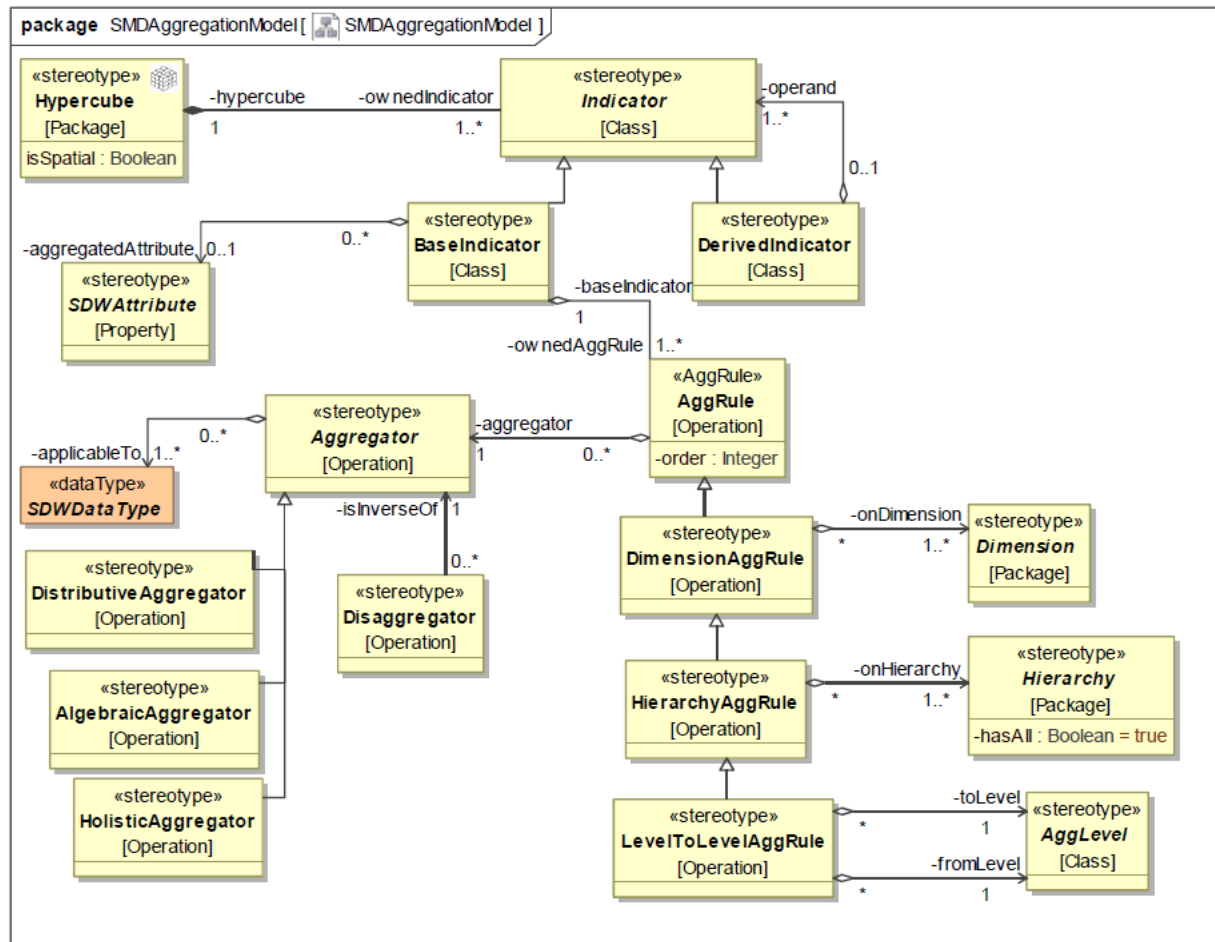 package SMDAggregationModel [ SMDAggregationModel ]
«stereotype»
Hypercube
[Package]
isSpatial : Boolean
-hypercube
1
-ownedIndicator
1..*
«stereotype»
Indicator
[Class]
-operand
1..*
0..1
«stereotype»
BaseIndicator
[Class]
«stereotype»
DerivedIndicator
[Class]
0..*
-aggregatedAttribute
0..1
«stereotype»
SDWAttribute
[Property]
-baseIndicator
1
-ownedAggRule
1..*
«AggRule»
AggRule
[Operation]
-order : Integer
«stereotype»
Aggregator
[Operation]
-aggregator
1
0..*
0..*
-applicableTo
1..*
«dataType»
SDWDataType
-isInverseOf
1
0..*
«stereotype»
DistributiveAggregator
[Operation]
«stereotype»
Disaggregator
[Operation]
«stereotype»
AlgebraicAggregator
[Operation]
«stereotype»
HolisticAggregator
[Operation]
«stereotype»
DimensionAggRule
[Operation]
-onDimension
*
1..*
«stereotype»
Dimension
[Package]
«stereotype»
HierarchyAggRule
[Operation]
-onHierarchy
*
1..*
«stereotype»
Hierarchy
[Package]
-hasAll : Boolean = true
«stereotype»
LevelToLevelAggRule
[Operation]
-toLevel
*
1
-fromLevel
*
1
«stereotype»
AggLevel
[Class]